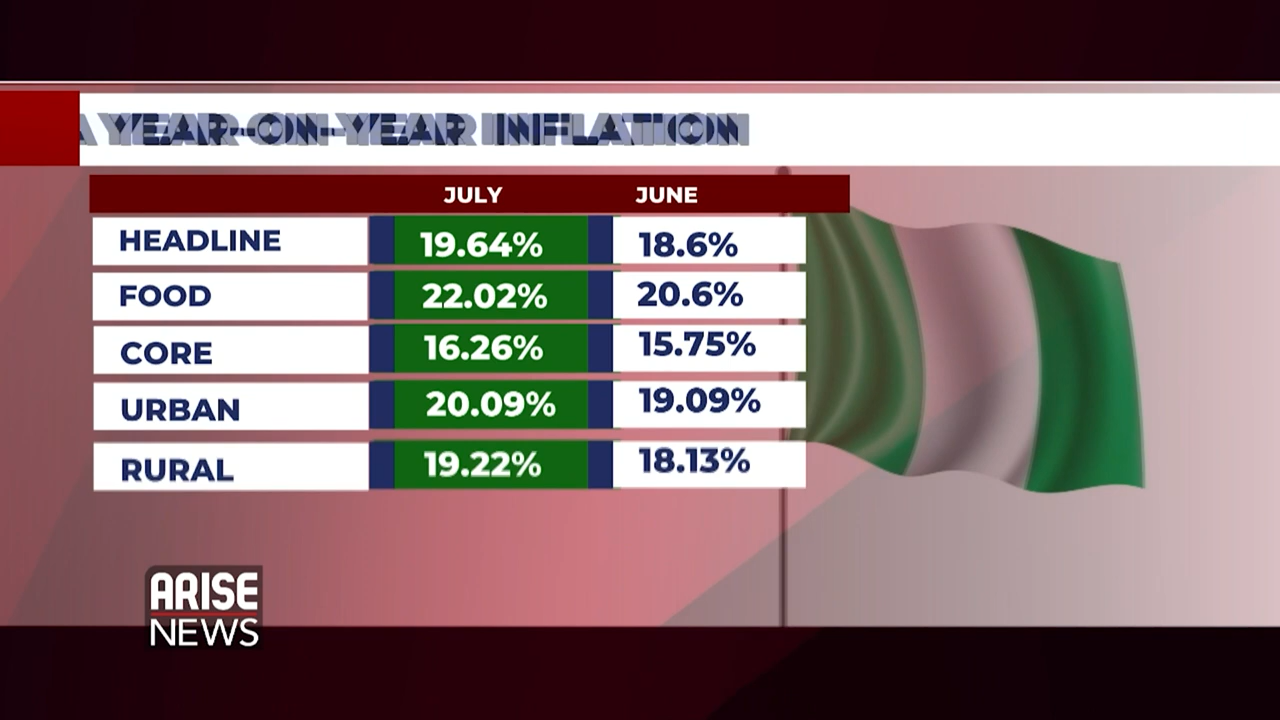 A YEAR-ON-YEAR INFLATION
JULY JUNE
HEADLINE 19.64% 18.6%
FOOD 22.02% 20.6%
CORE 16.26% 15.75%
URBAN 20.09% 19.09%
RURAL 19.22% 18.13%
ARISE
NEWS